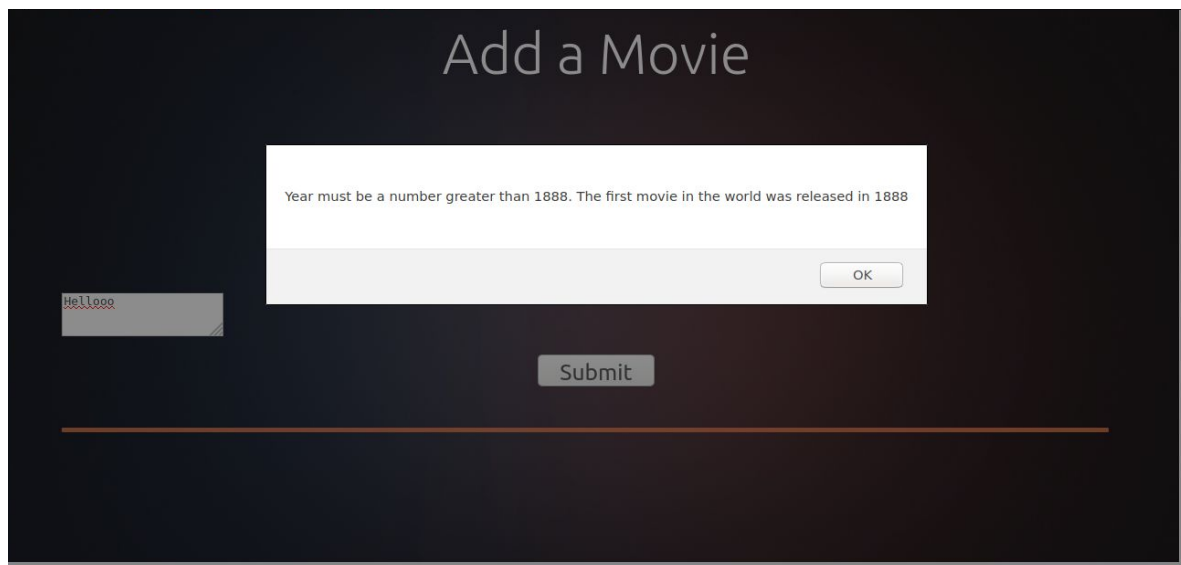 Add a Movie
Year must be a number greater than 1888. The first movie in the world was released in 1888
OK
Hellooo
Submit